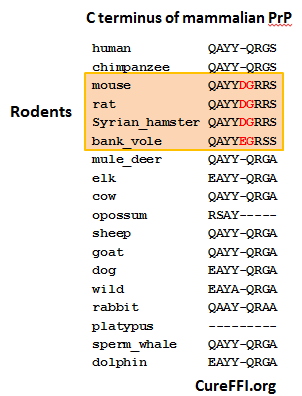 C terminus of mammalian PrP
human QAYY-QRGS
chimpanzee QAYY-QRGS
mouse QAYYDGRRS
rat QAYYDGRRS
Rodents
Syrian_hamster QAYYDGRRS
bank_vole QAYYEGRSS
mule_deer QAYY-QRGA
elk EAYY-QRGA
cow QAYY-QRGA
opossum RSAY-----
sheep QAYY-QRGA
goat QAYY-QRGA
dog EAYY-QRGA
wild EAYA-QRGA
rabbit QAAY-QRAA
platypus ---------
sperm_whale QAYY-QRGA
dolphin EAYY-QRGA
CureFFI.org